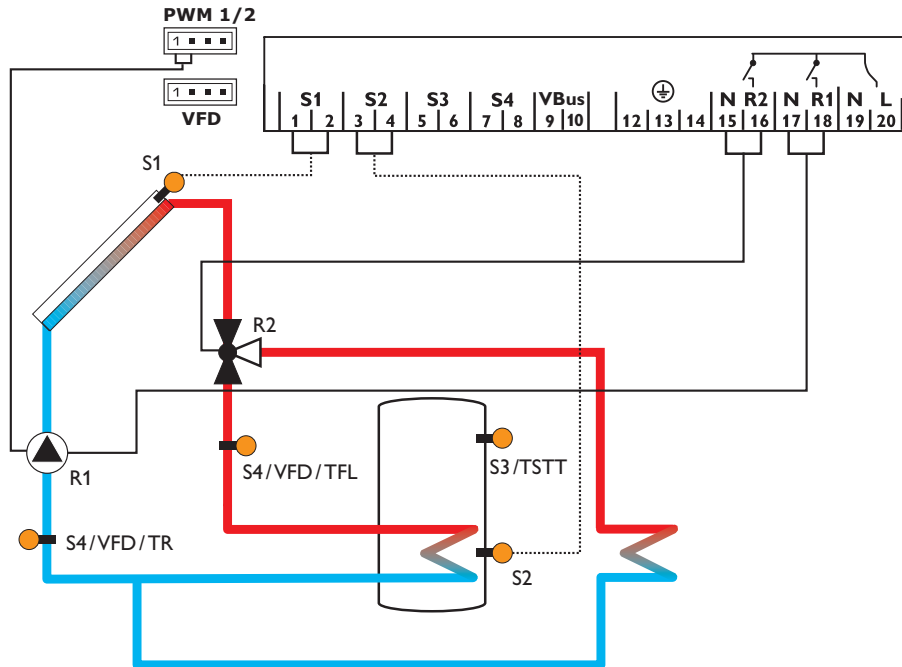 PWM 1/2
1
1
VFD
S1 S2 S3 S4 VBus N R2 N R1 N L
1 2 3 4 5 6 7 8 9 10 12 13 14 15 16 17 18 19 20
S1
R2
R1
S4/VFD/TFL
S3/TSTT
S4/VFD/TR
S2